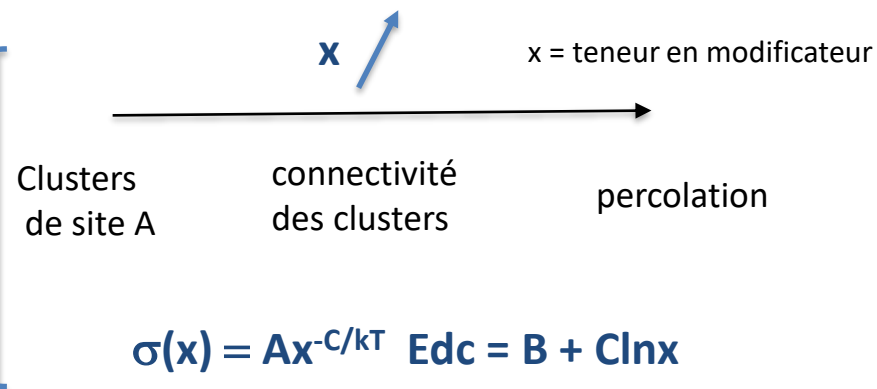 x
x = teneur en modificateur
Clusters
de site A
connectivité
des clusters
percolation
σ(x) = Ax^-C/kT Edc = B + Clnx